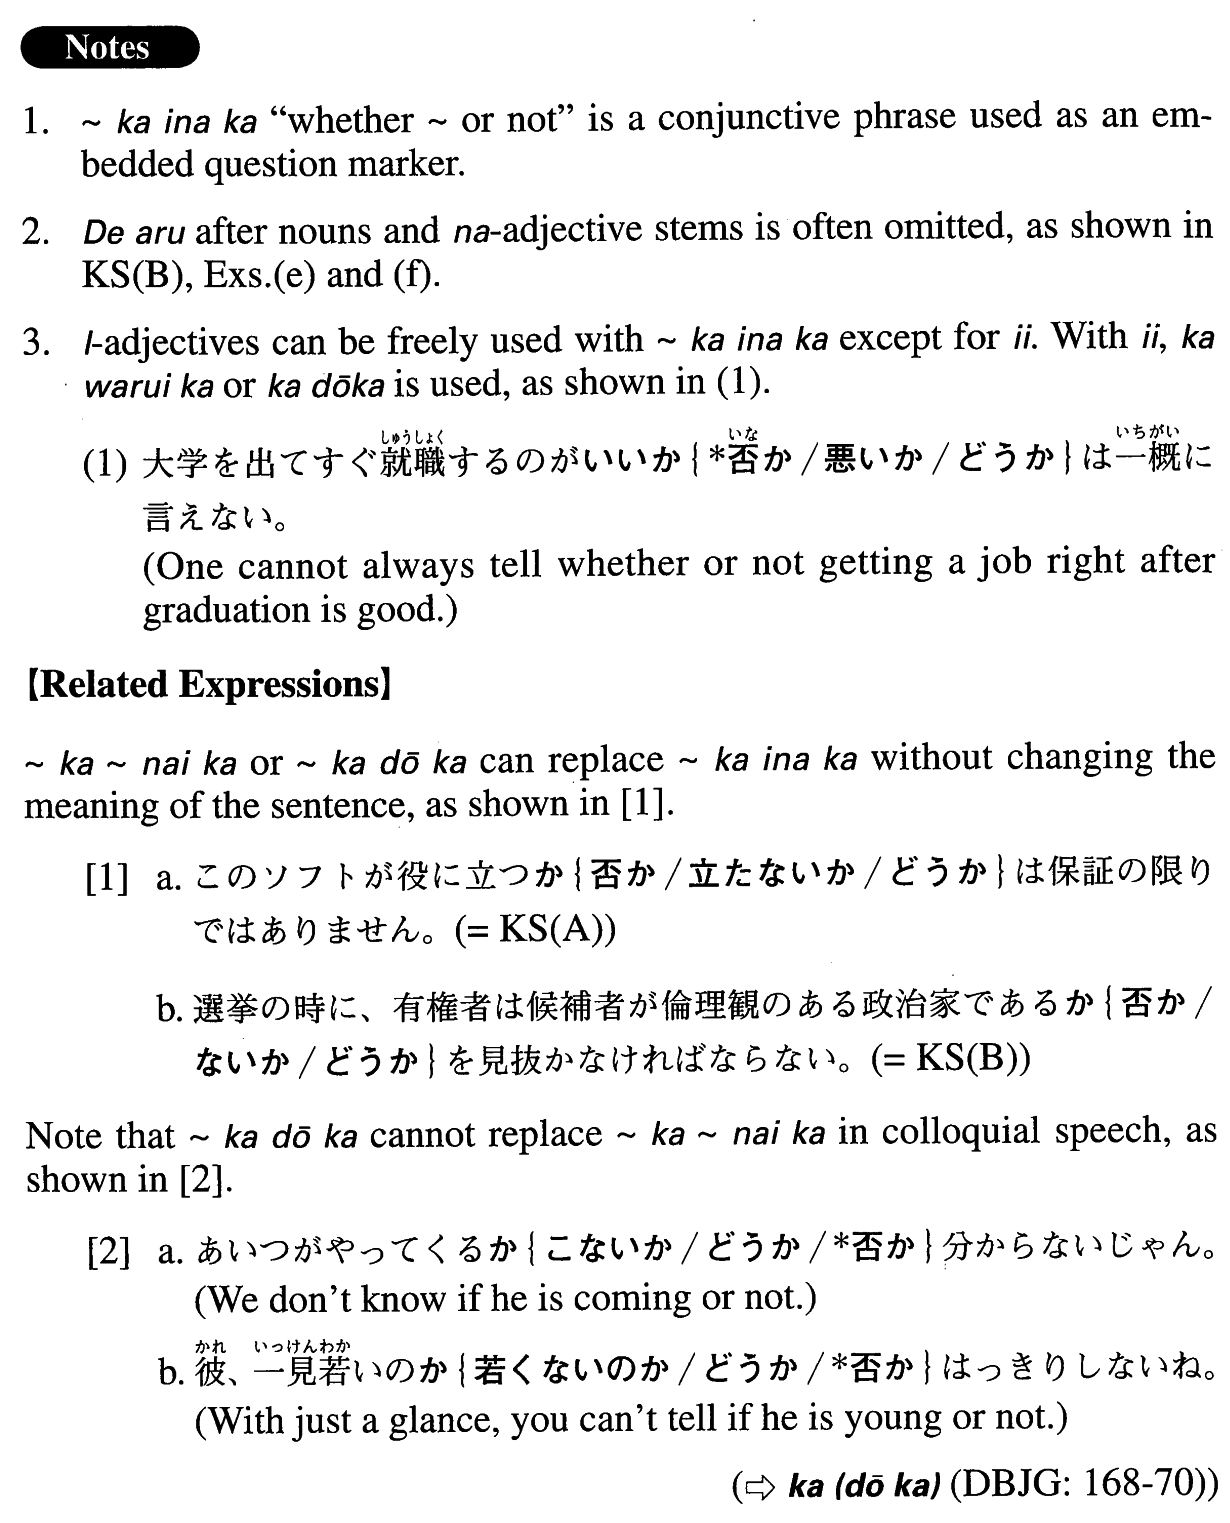 Notes
1. ~ ka ina ka “whether ~ or not” is a conjunctive phrase used as an em-
bedded question marker.
2. De aru after nouns and na-adjective stems is often omitted, as shown in
KS(B), Exs.(e) and (f).
3. I-adjectives can be freely used with ~ ka ina ka except for ii. With ii, ka
warui ka or ka dōka is used, as shown in (1).
しゅうしょく いな いちがい
(1) 大学を出てすぐ就職するのがいいか{*否か/悪いか/どうか}は一概に
言えない。
(One cannot always tell whether or not getting a job right after
graduation is good.)
【Related Expressions】
~ ka ~ nai ka or ~ ka dō ka can replace ~ ka ina ka without changing the
meaning of the sentence, as shown in [1].
[1] a. このソフトが役に立つか{否か/立たないか/どうか}は保証の限り
ではありません。(= KS(A))
b. 選挙の時に、有権者は候補者が倫理観のある政治家であるか{否か/
ないか/どうか}を見抜かなければならない。(= KS(B))
Note that ~ ka dō ka cannot replace ~ ka ~ nai ka in colloquial speech, as
shown in [2].
[2] a. あいつがやってくるか{こないか/どうか/*否か}分からないじゃん。
(We don’t know if he is coming or not.)
かれ いっけんわか
b. 彼、一見若いのか{若くないのか/どうか/*否か}はっきりしないね。
(With just a glance, you can’t tell if he is young or not.)
(⇨ ka (dō ka) (DBJG: 168-70))